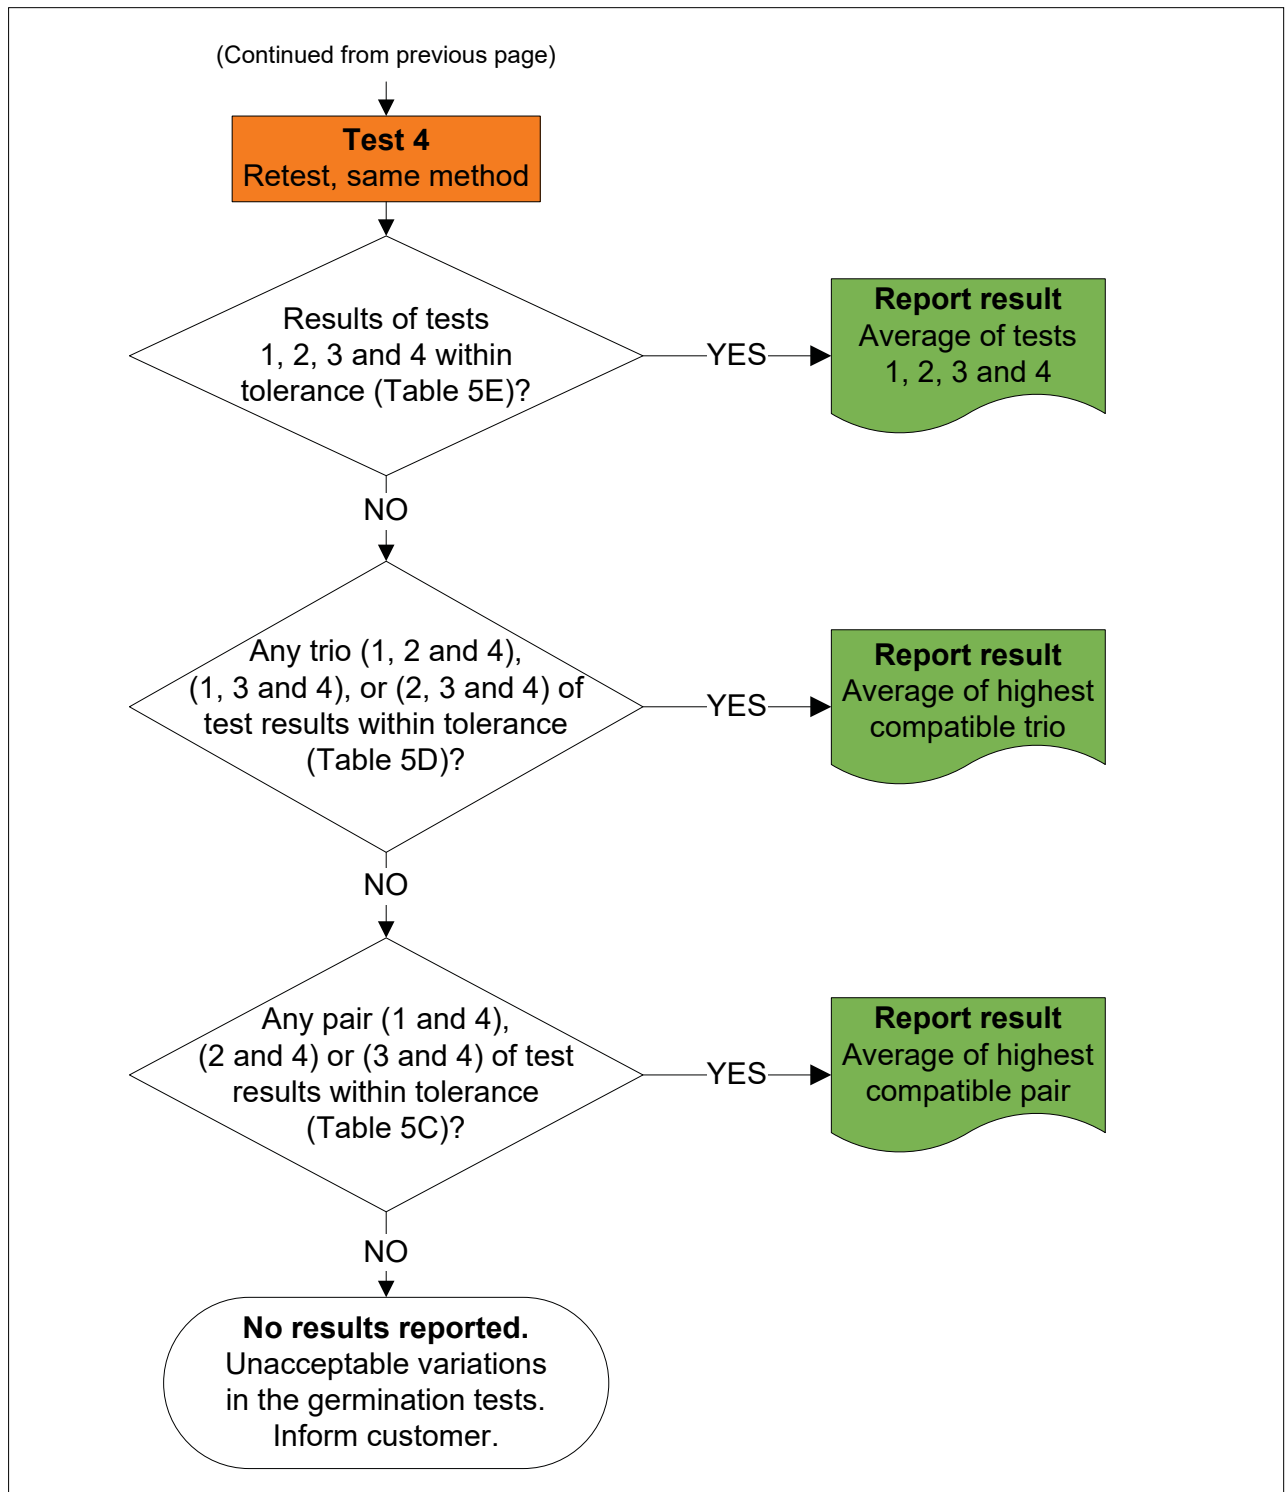 (Continued from previous page)
Test 4
Retest, same method
Results of tests
1, 2, 3 and 4 within
tolerance (Table 5E)?
YES
Report result
Average of tests
1, 2, 3 and 4
NO
Any trio (1, 2 and 4),
(1, 3 and 4), or (2, 3 and 4) of
test results within tolerance
(Table 5D)?
YES
Report result
Average of highest
compatible trio
NO
Any pair (1 and 4),
(2 and 4) or (3 and 4) of test
results within tolerance
(Table 5C)?
YES
Report result
Average of highest
compatible pair
NO
No results reported.
Unacceptable variations
in the germination tests.
Inform customer.